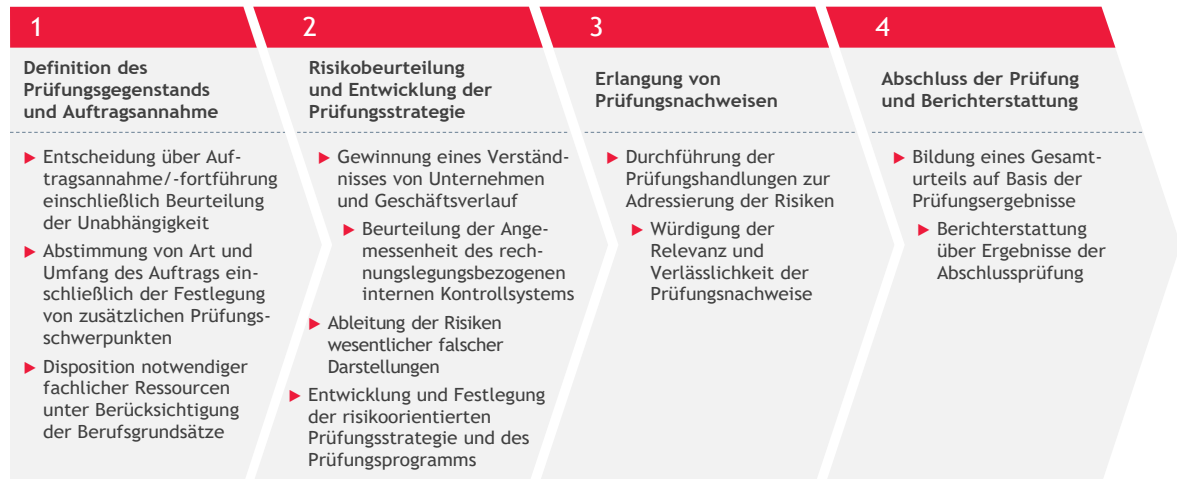 1
Definition des
Prüfungsgegenstands
und Auftragsannahme
Entscheidung über Auf-
tragsannahme/-fortführung
einschließlich Beurteilung
der Unabhängigkeit
Abstimmung von Art und
Umfang des Auftrags ein-
schließlich der Festlegung
von zusätzlichen Prüfungs-
schwerpunkten
Disposition notwendiger
fachlicher Ressourcen
unter Berücksichtigung
der Berufsgrundsätze
2
Risikobeurteilung
und Entwicklung der
Prüfungsstrategie
Gewinnung eines Verständ-
nisses von Unternehmen
und Geschäftsverlauf
Beurteilung der Ange-
messenheit des rech-
nungslegungsbezogenen
internen Kontrollsystems
Ableitung der Risiken
wesentlicher falscher
Darstellungen
Entwicklung und Festlegung
der risikoorientierten
Prüfungsstrategie und des
Prüfungsprogramms
3
Erlangung von
Prüfungsnachweisen
Durchführung der
Prüfungshandlungen zur
Adressierung der Risiken
Würdigung der
Relevanz und
Verlässlichkeit der
Prüfungsnachweise
4
Abschluss der Prüfung
und Berichterstattung
Bildung eines Gesamt-
urteils auf Basis der
Prüfungsergebnisse
Berichterstattung
über Ergebnisse der
Abschlussprüfung